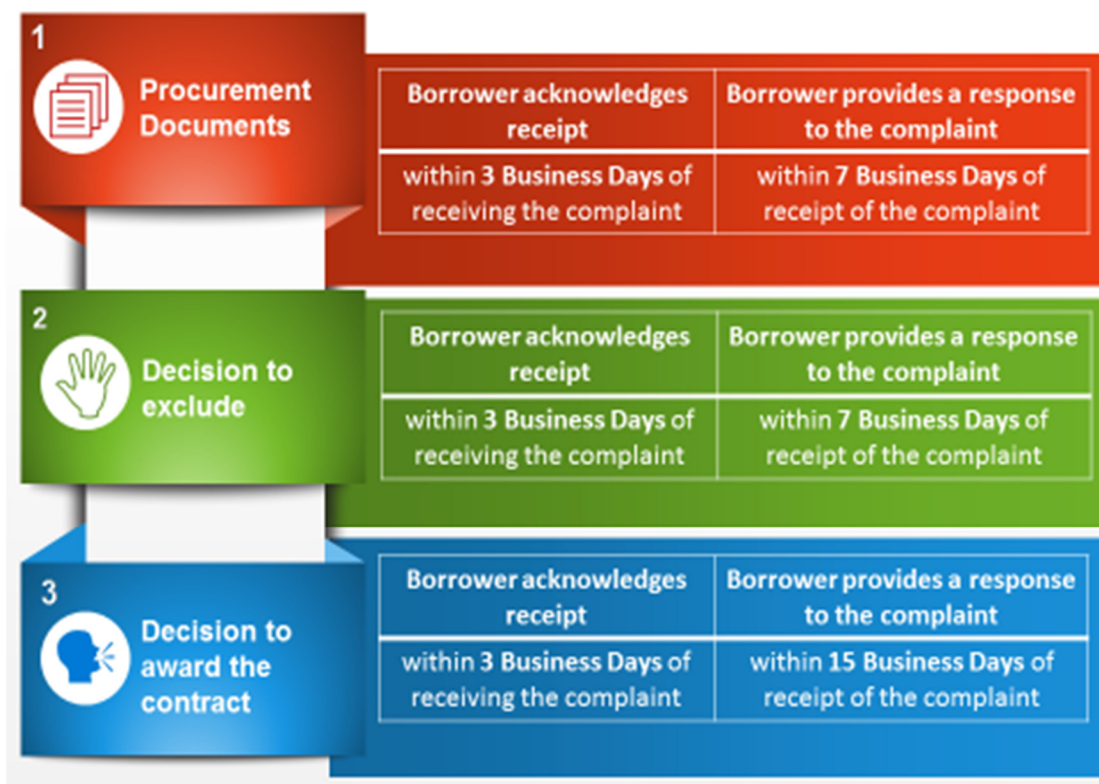 1
Procurement
Documents
Borrower acknowledges
receipt
Borrower provides a response
to the complaint
within 3 Business Days of
receiving the complaint
within 7 Business Days of
receipt of the complaint
2
Decision to
exclude
Borrower acknowledges
receipt
Borrower provides a response
to the complaint
within 3 Business Days of
receiving the complaint
within 7 Business Days of
receipt of the complaint
3
Decision to
award the
contract
Borrower acknowledges
receipt
Borrower provides a response
to the complaint
within 3 Business Days of
receiving the complaint
within 15 Business Days of
receipt of the complaint